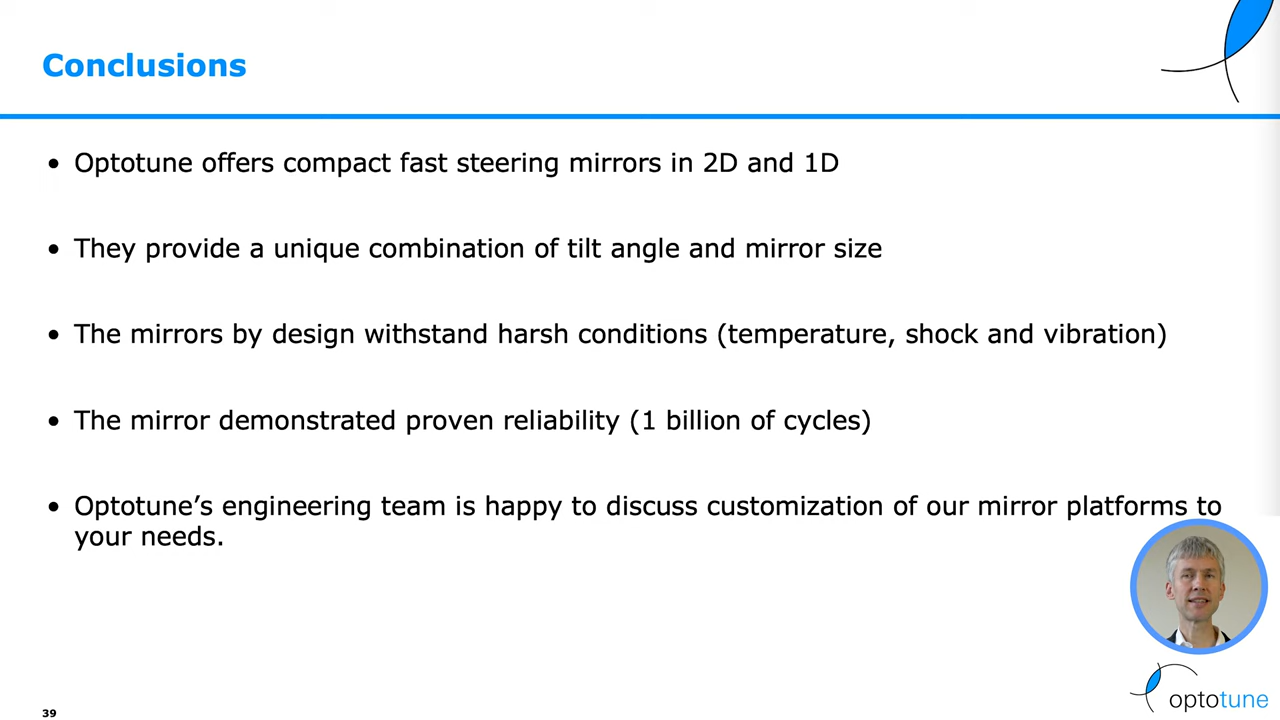 Conclusions
• Optotune offers compact fast steering mirrors in 2D and 1D
• They provide a unique combination of tilt angle and mirror size
• The mirrors by design withstand harsh conditions (temperature, shock and vibration)
• The mirror demonstrated proven reliability (1 billion of cycles)
• Optotune’s engineering team is happy to discuss customization of our mirror platforms to
your needs.
optotune
39